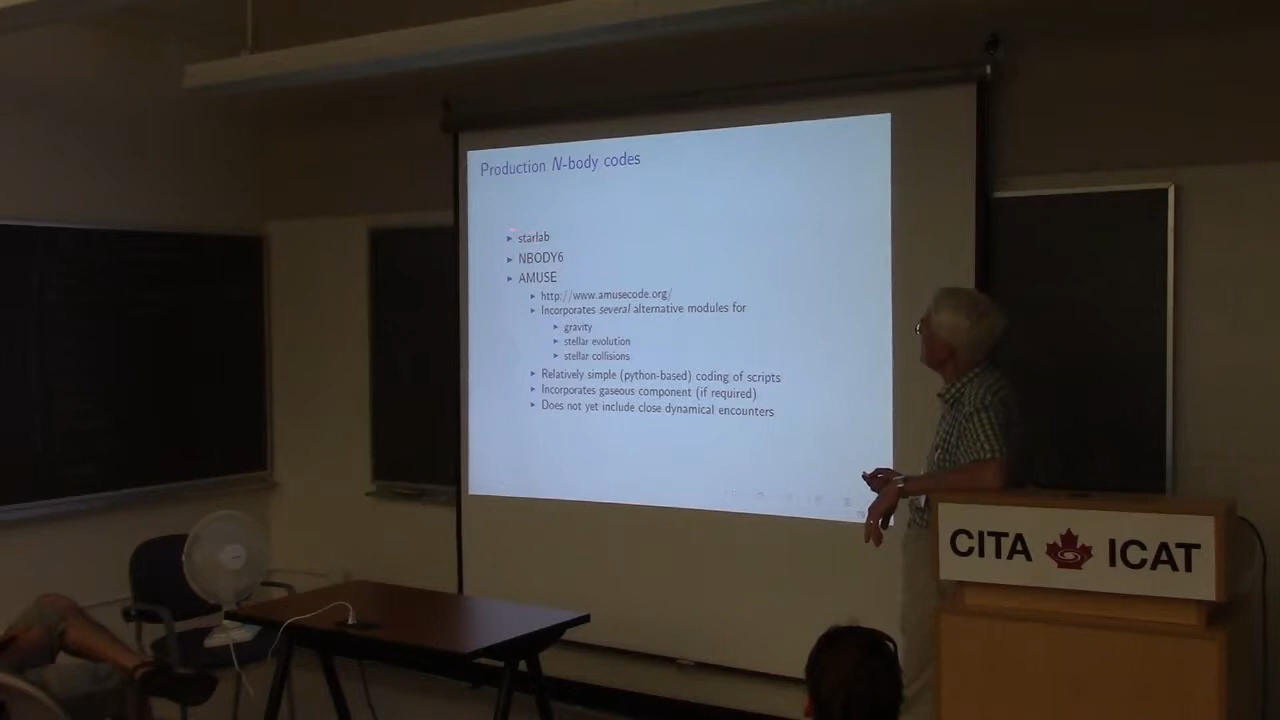 Production N-body codes
starlab
NBODY6
AMUSE
http://www.amusecode.org/
Incorporates several alternative modules for
gravity
stellar evolution
stellar collisions
Relatively simple (python-based) coding of scripts
Incorporates gaseous component (if required)
Does not yet include close dynamical encounters
CITA ICAT